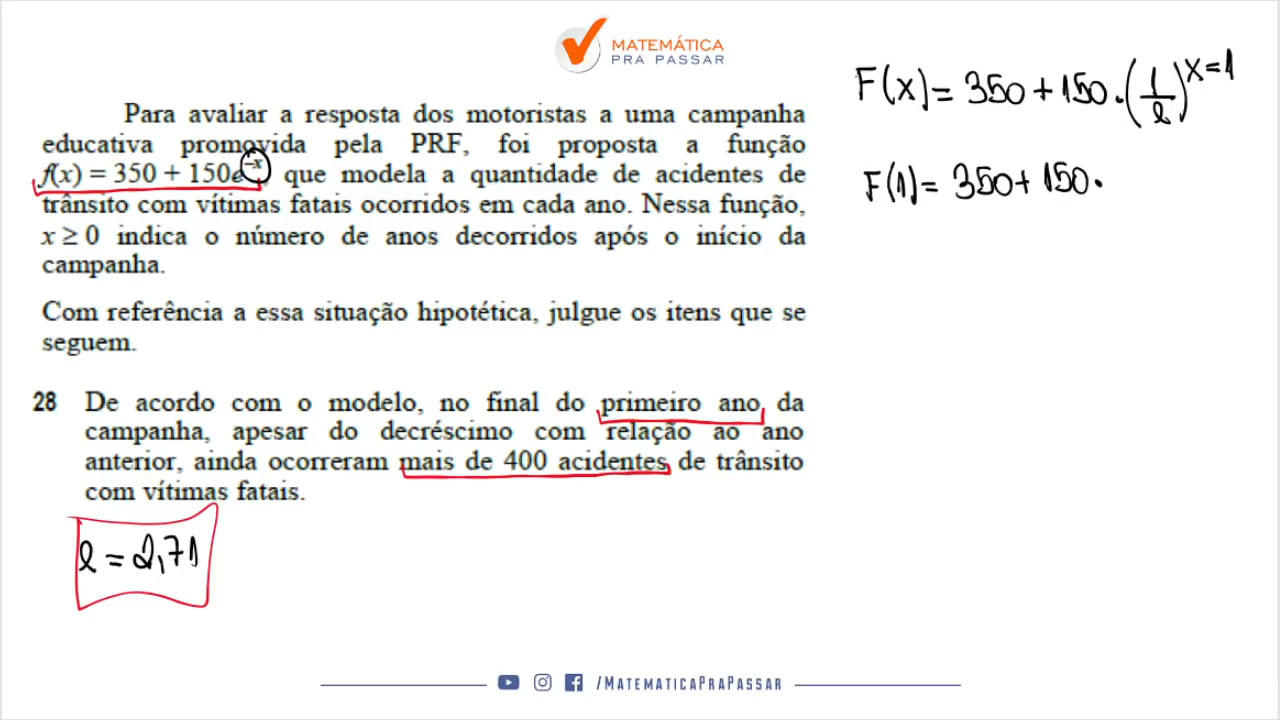 MATEMÁTICA
PRA PASSAR
Para avaliar a resposta dos motoristas a uma campanha
educativa promovida pela PRF, foi proposta a função
f(x) = 350 + 150e^–x, que modela a quantidade de acidentes de
trânsito com vítimas fatais ocorridos em cada ano. Nessa função,
x ≥ 0 indica o número de anos decorridos após o início da
campanha.
Com referência a essa situação hipotética, julgue os itens que se
seguem.
28 De acordo com o modelo, no final do primeiro ano da
campanha, apesar do decréscimo com relação ao ano
anterior, ainda ocorreram mais de 400 acidentes de trânsito
com vítimas fatais.
e = 2,71
F(x) = 350 + 150 · (1/e)^x=1
F(1) = 350 + 150 ·
/MATEMATICAPRAPASSAR